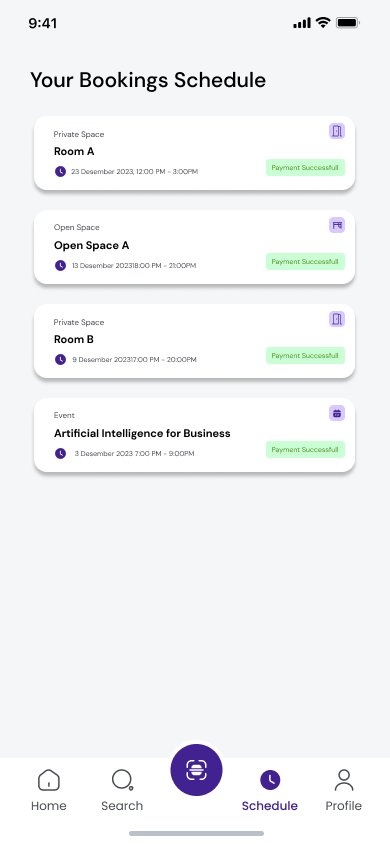 9:41
Your Bookings Schedule
Private Space
Room A
23 Desember 2023, 12:00 PM - 3:00PM
Payment Successfull
Open Space
Open Space A
13 Desember 202318:00 PM - 21:00PM
Payment Successfull
Private Space
Room B
9 Desember 202317:00 PM - 20:00PM
Payment Successfull
Event
Artificial Intelligence for Business
3 Desember 2023 7:00 PM - 9:00PM
Payment Successfull
Home
Search
Schedule
Profile